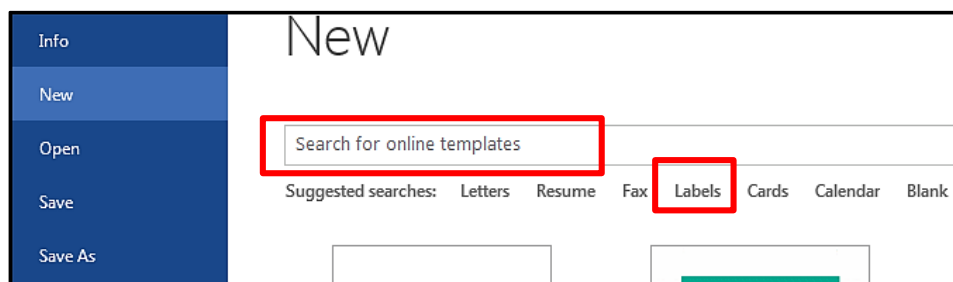 Info
New
Open
Save
Save As
New
Search for online templates
Suggested searches: Letters Resume Fax Labels Cards Calendar Blank